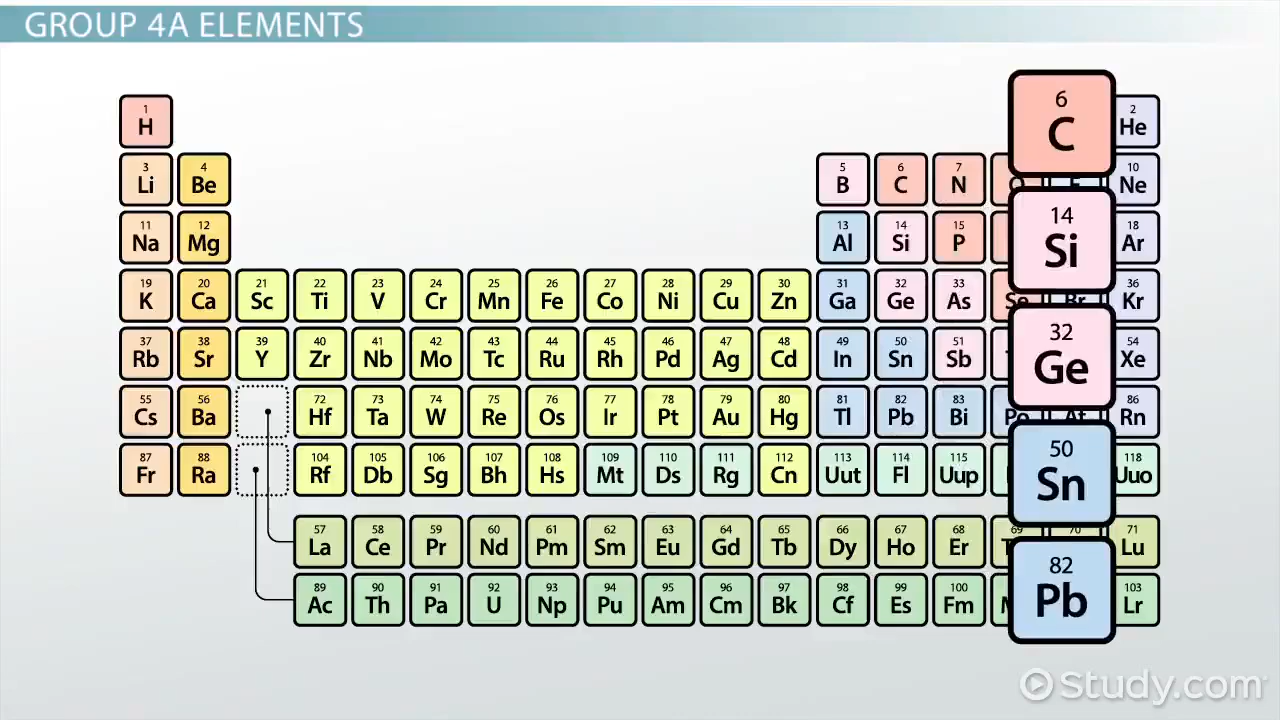 GROUP 4A ELEMENTS
6
C
1
H
2
He
3 4 5 6 7 10
Li Be B C N O F Ne
14
Si
11 12 13 14 15 18
Na Mg Al Si P Ar
19 20 21 22 23 24 25 26 27 28 29 30 31 32 33 36
K Ca Sc Ti V Cr Mn Fe Co Ni Cu Zn Ga Ge As Se Br Kr
32
Ge
37 38 39 40 41 42 43 44 45 46 47 48 49 50 51 54
Rb Sr Y Zr Nb Mo Tc Ru Rh Pd Ag Cd In Sn Sb Xe
55 56 72 73 74 75 76 77 78 79 80 81 82 83 86
Cs Ba Hf Ta W Re Os Ir Pt Au Hg Tl Pb Bi Po At Rn
50
Sn
87 88 104 105 106 107 108 109 110 111 112 113 114 115 118
Fr Ra Rf Db Sg Bh Hs Mt Ds Rg Cn Uut Fl Uup Uuo
57 58 59 60 61 62 63 64 65 66 67 68 69 70 71
La Ce Pr Nd Pm Sm Eu Gd Tb Dy Ho Er Lu
82
Pb
89 90 91 92 93 94 95 96 97 98 99 100 103
Ac Th Pa U Np Pu Am Cm Bk Cf Es Fm Lr
Study.com